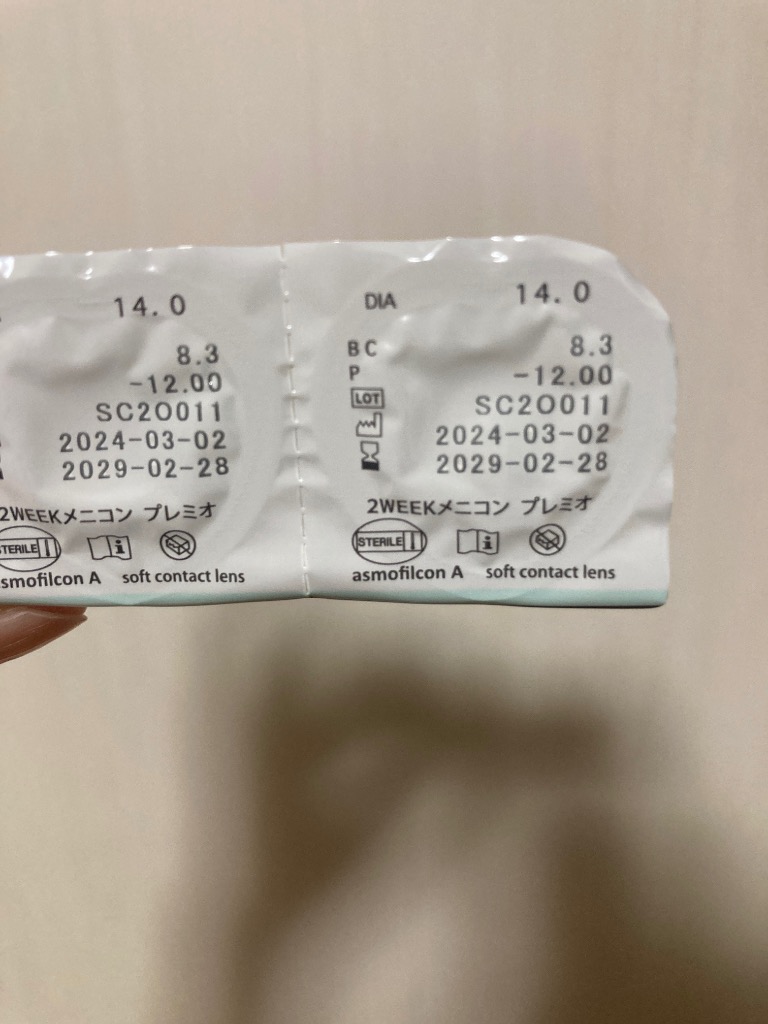 14.0
8.3
-12.00
SC20011
2024-03-02
2029-02-28
2WEEKメニコン プレミオ
STERILE
asmofilcon A soft contact lens
DIA 14.0
BC 8.3
P -12.00
LOT SC20011
2024-03-02
2029-02-28
2WEEKメニコン プレミオ
STERILE
asmofilcon A soft contact lens